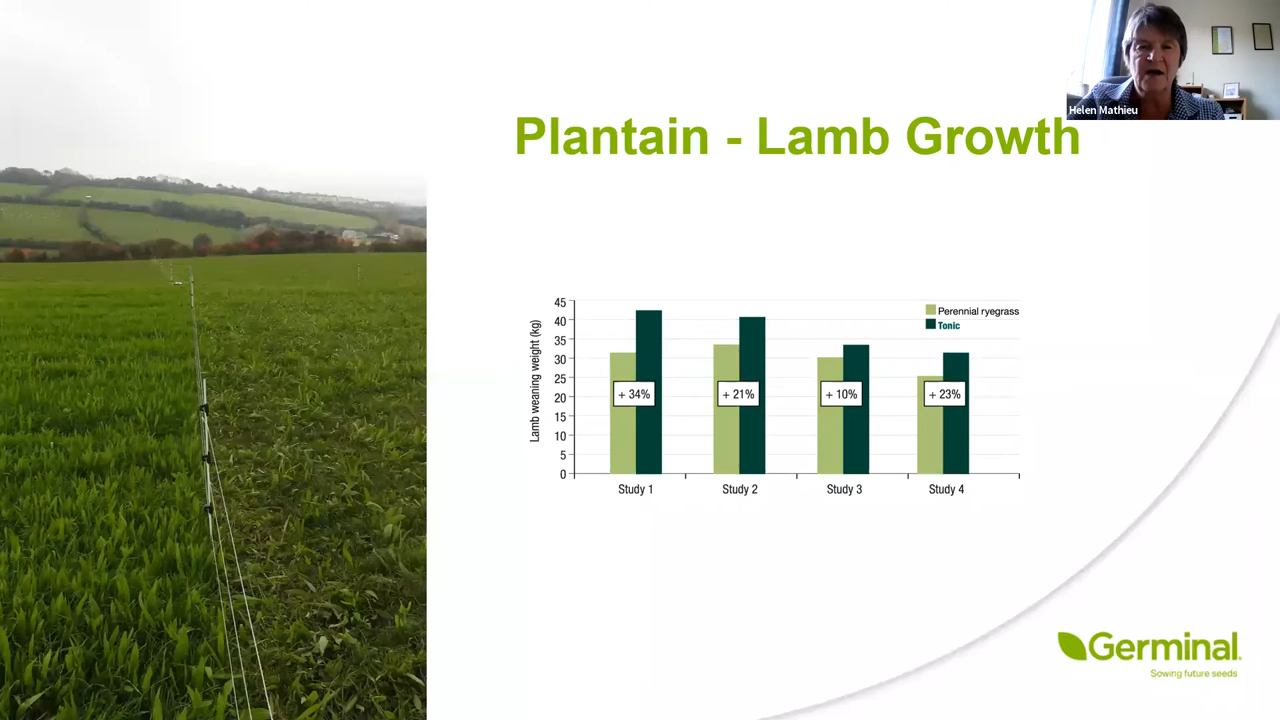 Helen Mathieu
Plantain - Lamb Growth
Lamb weaning weight (kg)
45
40
35
30
25
20
15
10
5
0
Perennial ryegrass
Tonic
+ 34%
+ 21%
+ 10%
+ 23%
Study 1
Study 2
Study 3
Study 4
Germinal.
Sowing future seeds